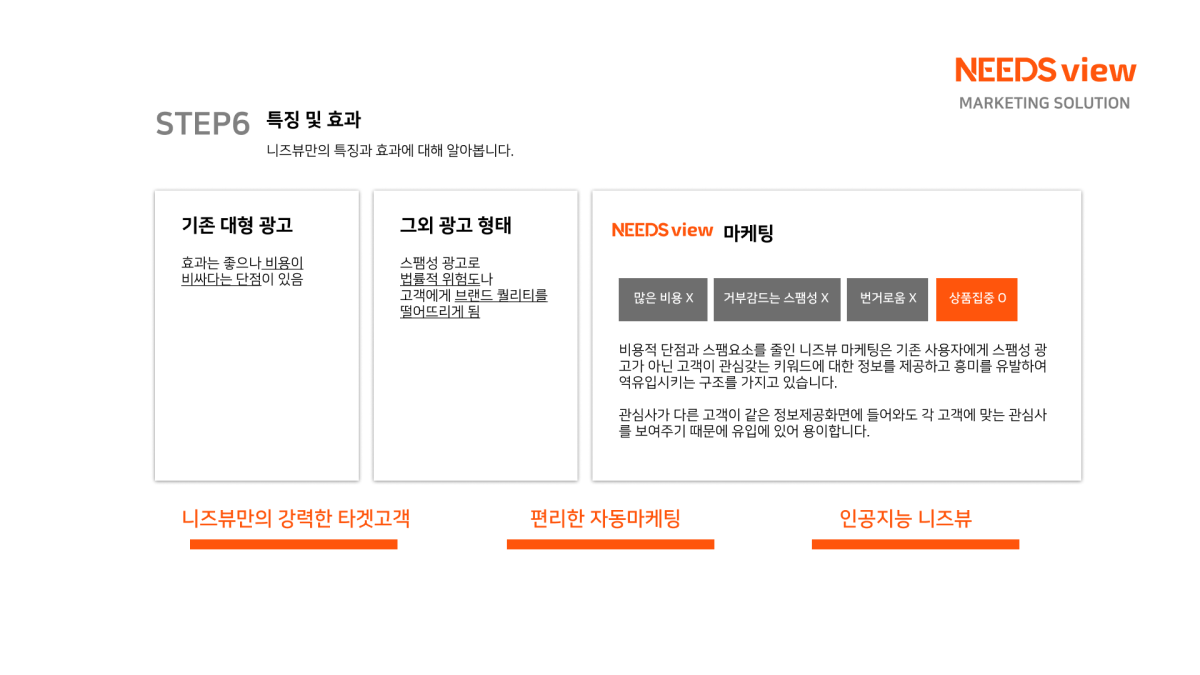 NEEDS view
MARKETING SOLUTION
STEP6
특징 및 효과
니즈뷰만의 특징과 효과에 대해 알아봅니다.
기존 대형 광고
효과는 좋으나 비용이
비싸다는 단점이 있음
그외 광고 형태
스팸성 광고로
법률적 위험도나
고객에게 브랜드 퀄리티를
떨어뜨리게 됨
NEEDS view 마케팅
많은 비용 X
거부감드는 스팸성 X
번거로움 X
상품집중 O
비용적 단점과 스팸요소를 줄인 니즈뷰 마케팅은 기존 사용자에게 스팸성 광
고가 아닌 고객이 관심갖는 키워드에 대한 정보를 제공하고 흥미를 유발하여
역유입시키는 구조를 가지고 있습니다.
관심사가 다른 고객이 같은 정보제공화면에 들어와도 각 고객에 맞는 관심사
를 보여주기 때문에 유입에 있어 용이합니다.
니즈뷰만의 강력한 타겟고객
편리한 자동마케팅
인공지능 니즈뷰